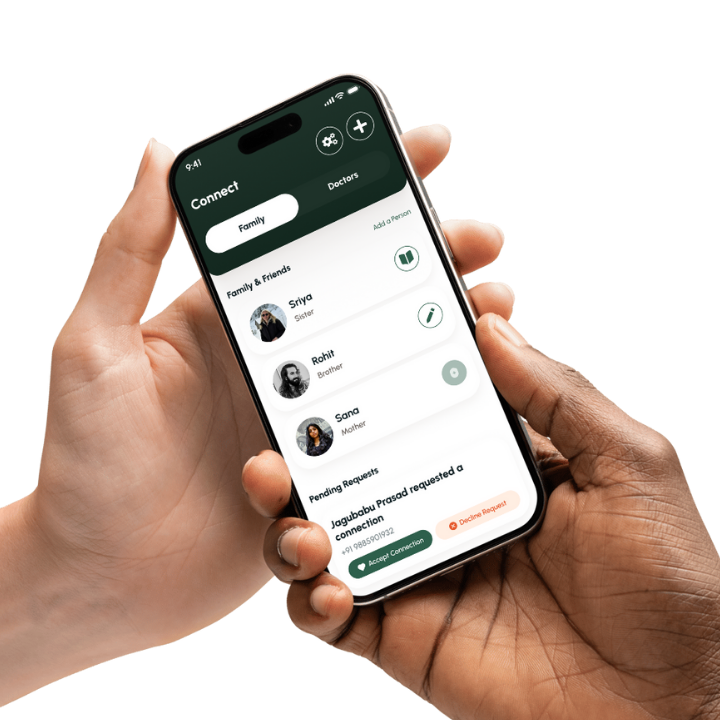 9:41
Connect
Family
Doctors
Add a Person
Family & Friends
Sriya
Sister
Rohit
Brother
Sana
Mother
Pending Requests
Jagubabu Prasad requested a
connection
+91 9885901932
Accept Connection
Decline Request